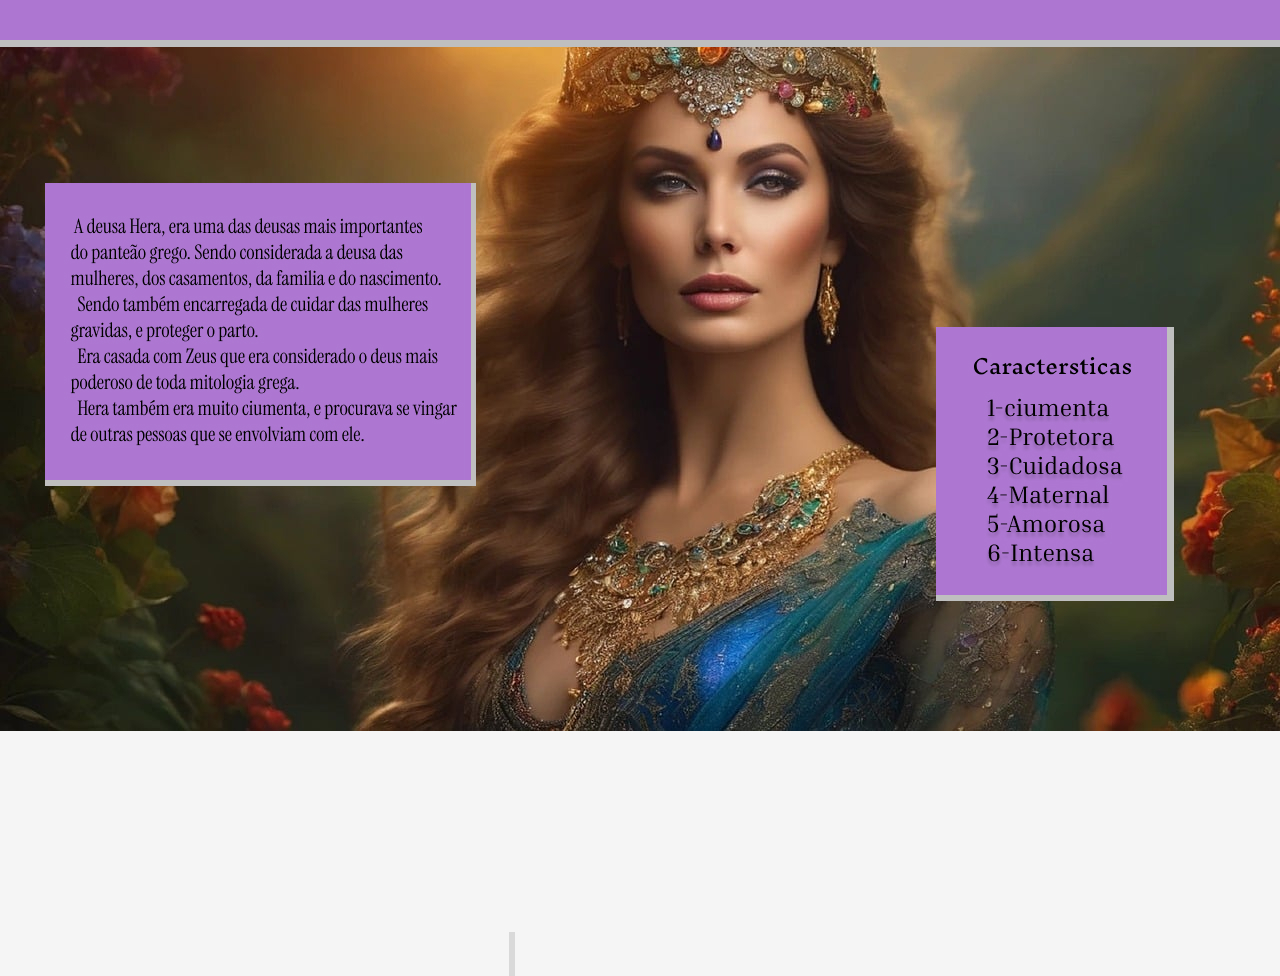 A deusa Hera, era uma das deusas mais importantes
do panteão grego. Sendo considerada a deusa das
mulheres, dos casamentos, da familia e do nascimento.
Sendo também encarregada de cuidar das mulheres
gravidas, e proteger o parto.
Era casada com Zeus que era considerado o deus mais
poderoso de toda mitologia grega.
Hera também era muito ciumenta, e procurava se vingar
de outras pessoas que se envolviam com ele.
Caractersticas
1-ciumenta
2-Protetora
3-Cuidadosa
4-Maternal
5-Amorosa
6-Intensa